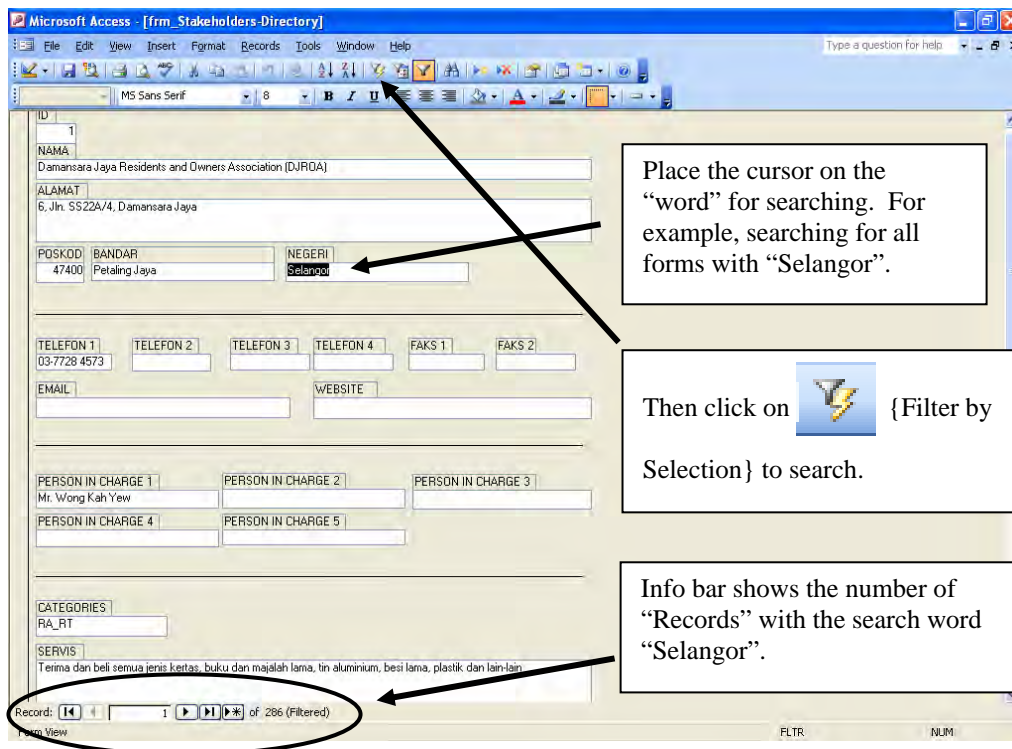 Microsoft Access - [frm_Stakeholders-Directory]
File Edit View Insert Format Records Tools Window Help
Type a question for help
MS Sans Serif 8 B I U
ID
1
NAMA
Damansara Jaya Residents and Owners Association (DJROA)
ALAMAT
6, Jln. SS22A/4, Damansara Jaya
POSKOD BANDAR NEGERI
47400 Petaling Jaya Selangor
Place the cursor on the
“word” for searching. For
example, searching for all
forms with “Selangor”.
TELEFON 1 TELEFON 2 TELEFON 3 TELEFON 4 FAKS 1 FAKS 2
03-7728 4573
EMAIL WEBSITE
Then click on {Filter by
Selection} to search.
PERSON IN CHARGE 1 PERSON IN CHARGE 2 PERSON IN CHARGE 3
Mr. Wong Kah Yew
PERSON IN CHARGE 4 PERSON IN CHARGE 5
Info bar shows the number of
“Records” with the search word
“Selangor”.
CATEGORIES
RA_RT
SERVIS
Terima dan beli semua jenis kertas, buku dan majalah lama, tin aluminium, besi lama, plastik dan lain-lain
Record: 1 of 286 (Filtered)
Form View FLTR NUM